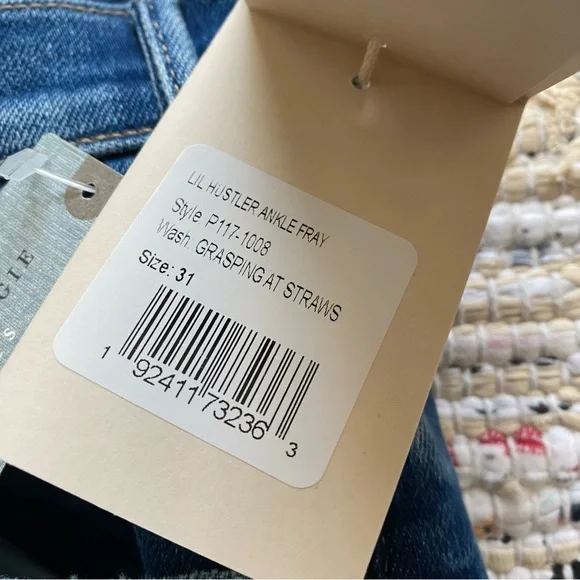 LIL HUSTLER ANKLE FRAY
Style: P117-1008
Wash: GRASPING AT STRAWS
Size: 31
1 92411 73236 3